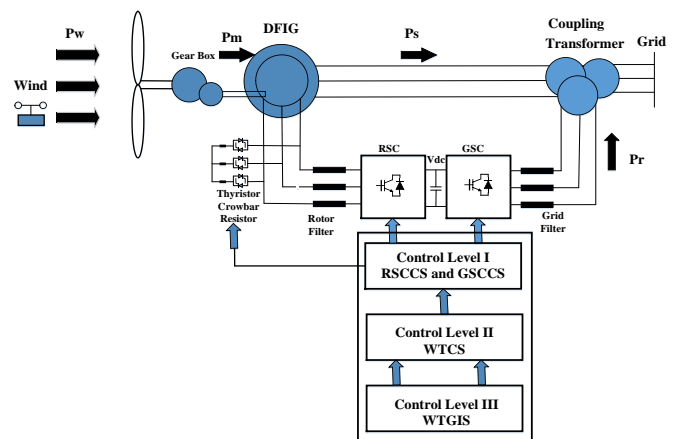 Pw
Pm
DFIG
Ps
Coupling
Transformer
Grid
Gear Box
Wind
RSC
Vdc
GSC
Pr
Thyristor
Crowbar
Resistor
Rotor
Filter
Grid
Filter
Control Level I
RSCCS and GSCCS
Control Level II
WTCS
Control Level III
WTGIS